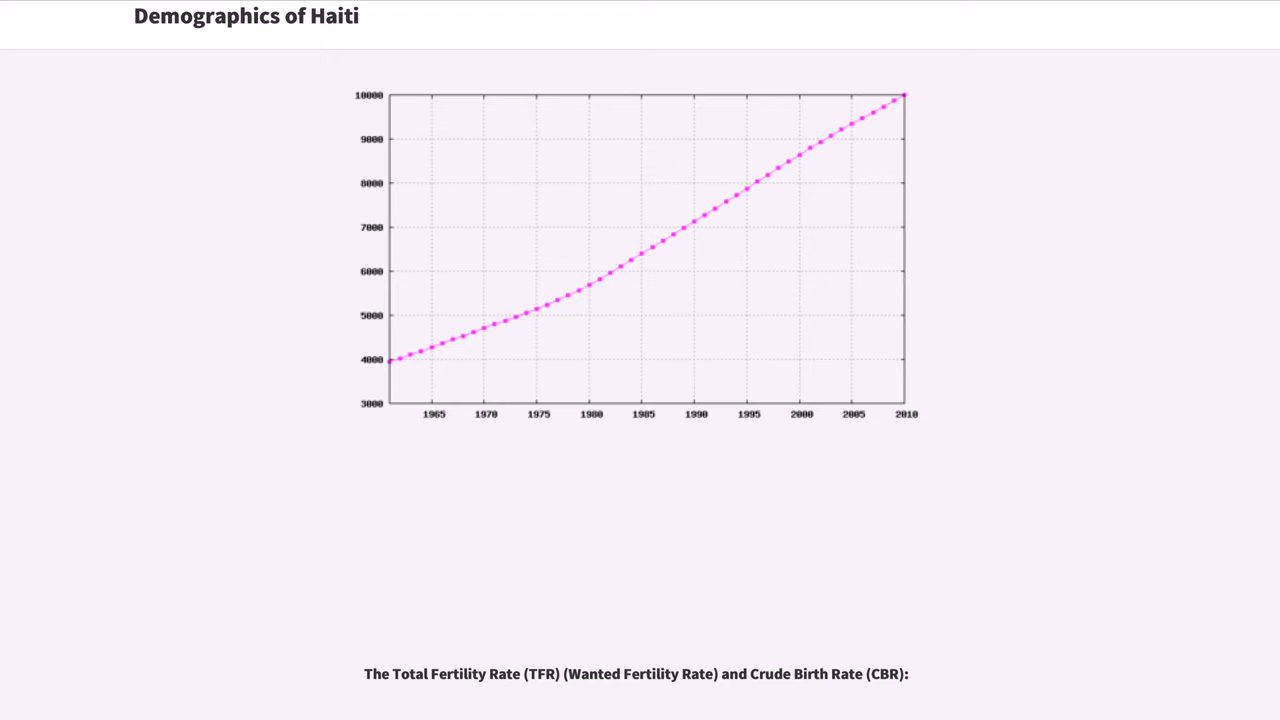 Demographics of Haiti
10000
9000
8000
7000
6000
5000
4000
3000
1965 1970 1975 1980 1985 1990 1995 2000 2005 2010
The Total Fertility Rate (TFR) (Wanted Fertility Rate) and Crude Birth Rate (CBR):